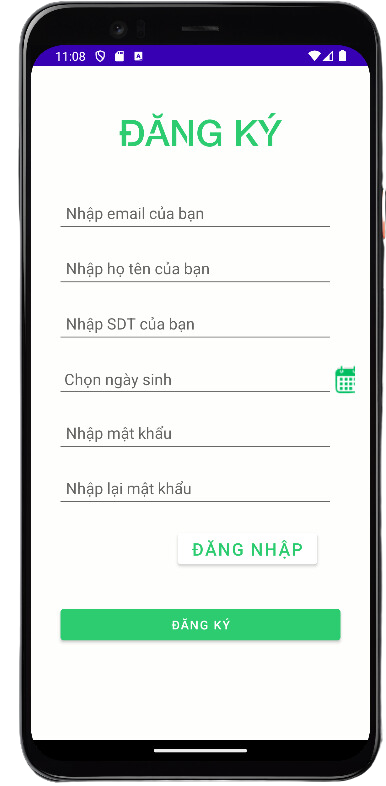 11:08
ĐĂNG KÝ
Nhập email của bạn
Nhập họ tên của bạn
Nhập SDT của bạn
Chọn ngày sinh
Nhập mật khẩu
Nhập lại mật khẩu
ĐĂNG NHẬP
ĐĂNG KÝ